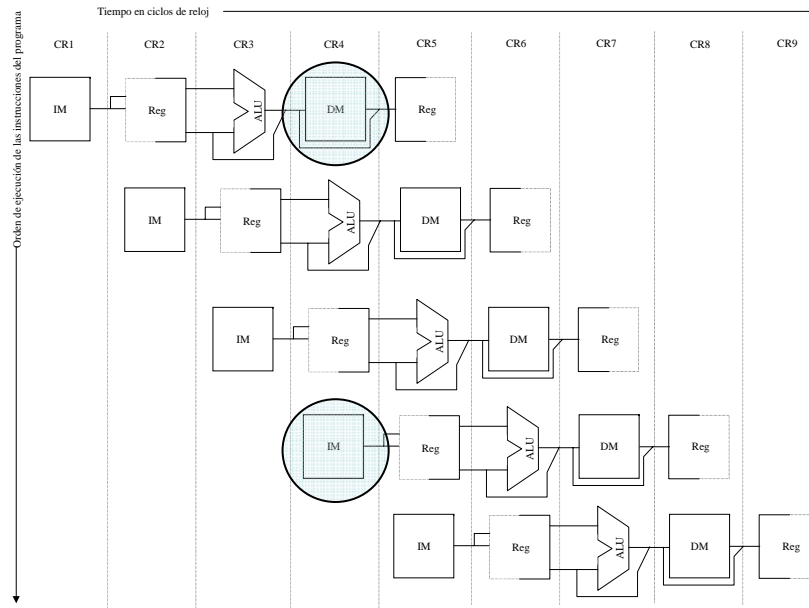 Tiempo en ciclos de reloj
CR1 CR2 CR3 CR4 CR5 CR6 CR7 CR8 CR9
Orden de ejecución de las instrucciones del programa
IM Reg ALU DM Reg
IM Reg ALU DM Reg
IM Reg ALU DM Reg
IM Reg ALU DM Reg
IM Reg ALU DM Reg